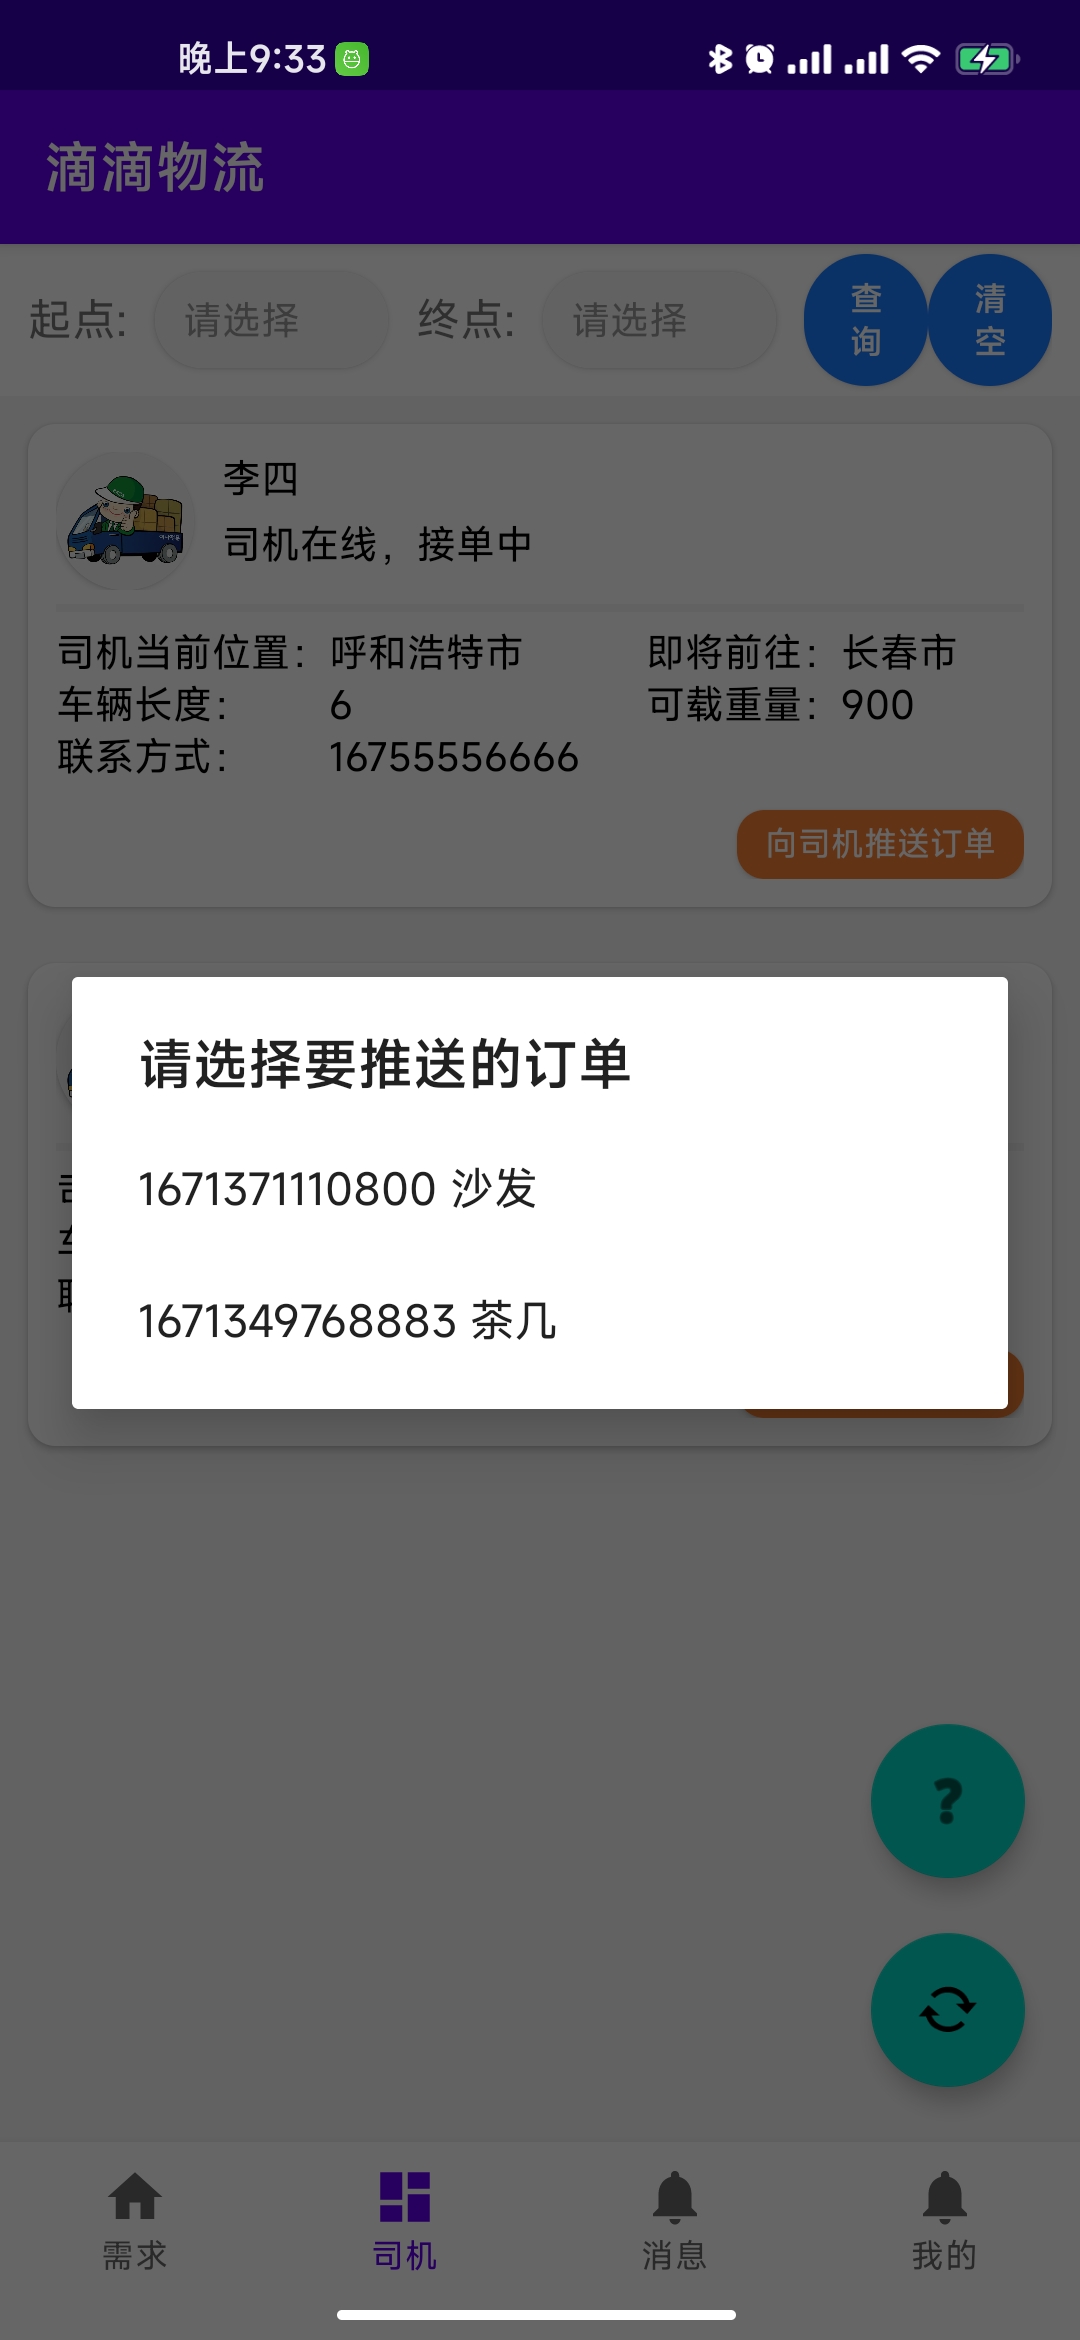 晚上9:33
滴滴物流
起点: 请选择 终点: 请选择 查询 清空
李四
司机在线，接单中
司机当前位置：呼和浩特市 即将前往：长春市
车辆长度： 6 可载重量：900
联系方式： 16755556666
向司机推送订单
请选择要推送的订单
1671371110800 沙发
1671349768883 茶几
?
需求 司机 消息 我的